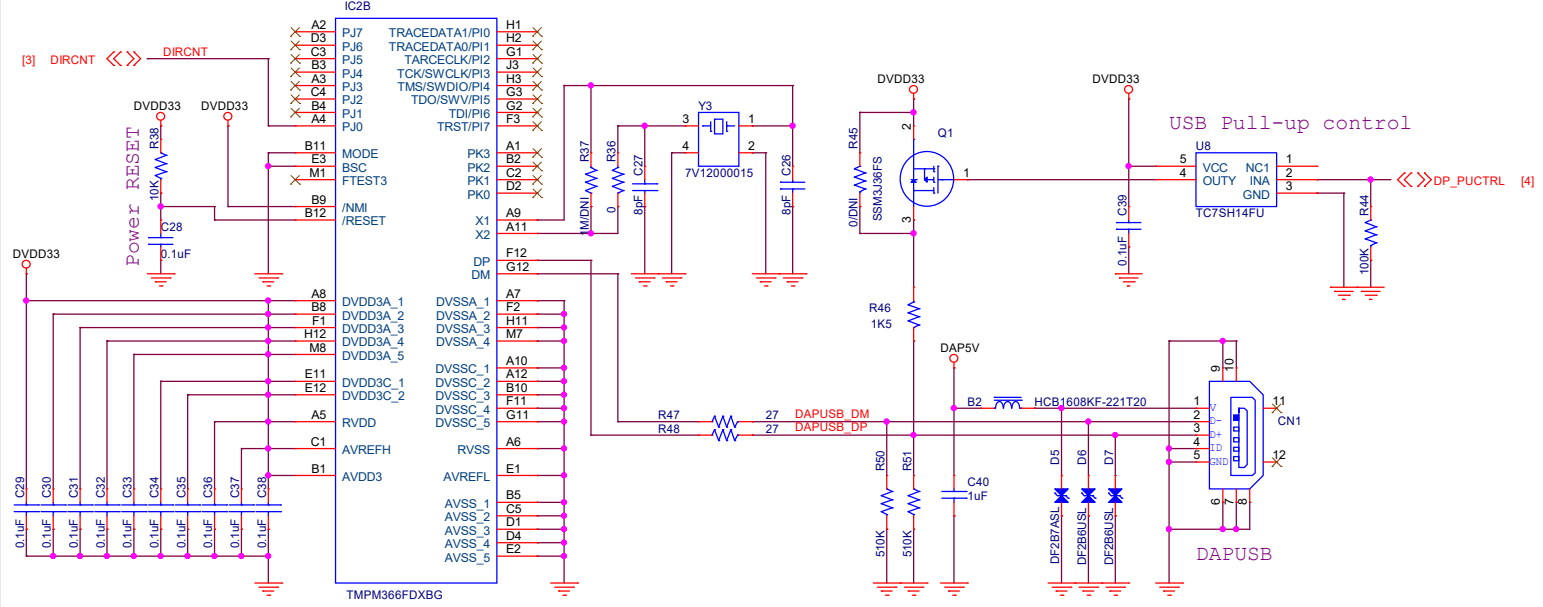 IC2B
A2 PJ7 TRACEDATA1/PI0 H1
D3 PJ6 TRACEDATA0/PI1 H2
C3 PJ5 TARCECLK/PI2 G1
B3 PJ4 TCK/SWCLK/PI3 J3
A3 PJ3 TMS/SWDIO/PI4 H3
C4 PJ2 TDO/SWV/PI5 G3
B4 PJ1 TDI/PI6 G2
A4 PJ0 TRST/PI7 F3
B11 MODE PK3 A1
E3 BSC PK2 B2
M1 FTEST3 PK1 C2
PK0 D2
B9 /NMI
B12 /RESET X1 A9
X2 A11
DP F12
DM G12
A8 DVDD3A_1 DVSSA_1 A7
B8 DVDD3A_2 DVSSA_2 F2
F1 DVDD3A_3 DVSSA_3 H11
H12 DVDD3A_4 DVSSA_4 M7
M8 DVDD3A_5
DVSSC_1 A10
E11 DVDD3C_1 DVSSC_2 A12
E12 DVDD3C_2 DVSSC_3 B10
DVSSC_4 F11
A5 RVDD DVSSC_5 G11
C1 AVREFH RVSS A6
B1 AVDD3 AVREFL E1
AVSS_1 B5
AVSS_2 C5
AVSS_3 D1
AVSS_4 D4
AVSS_5 E2
TMPM366FDXBG
[3] DIRCNT DIRCNT
DVDD33 DVDD33
Power RESET
R38 10K
C28
0.1uF
DVDD33
C29 0.1uF
C30 0.1uF
C31 0.1uF
C32 0.1uF
C33 0.1uF
C34 0.1uF
C35 0.1uF
C36 0.1uF
C37 0.1uF
C38 0.1uF
R37 1M/DNI
R36 0
C27 8pF
Y3
3 1
4 2
7V12000015
C26 8pF
DVDD33
R45 0/DNI
2
Q1
1
3
SSM3J36FS
R46
1K5
DVDD33
C39 0.1uF
USB Pull-up control
U8
5 VCC NC1 1
4 OUTY INA 2
GND 3
TC7SH14FU
DP_PUCTRL [4]
R44 100K
R47 27 DAPUSB_DM
R48 27 DAPUSB_DP
R50 510K
R51 510K
DAP5V
C40
1uF
B2 HCB1608KF-221T20
D5 DF2B7ASL
D6 DF2B6USL
D7 DF2B6USL
9 10
1 V 11
2 D- CN1
3 D+
4 ID
5 GND 12
6 7 8
DAPUSB